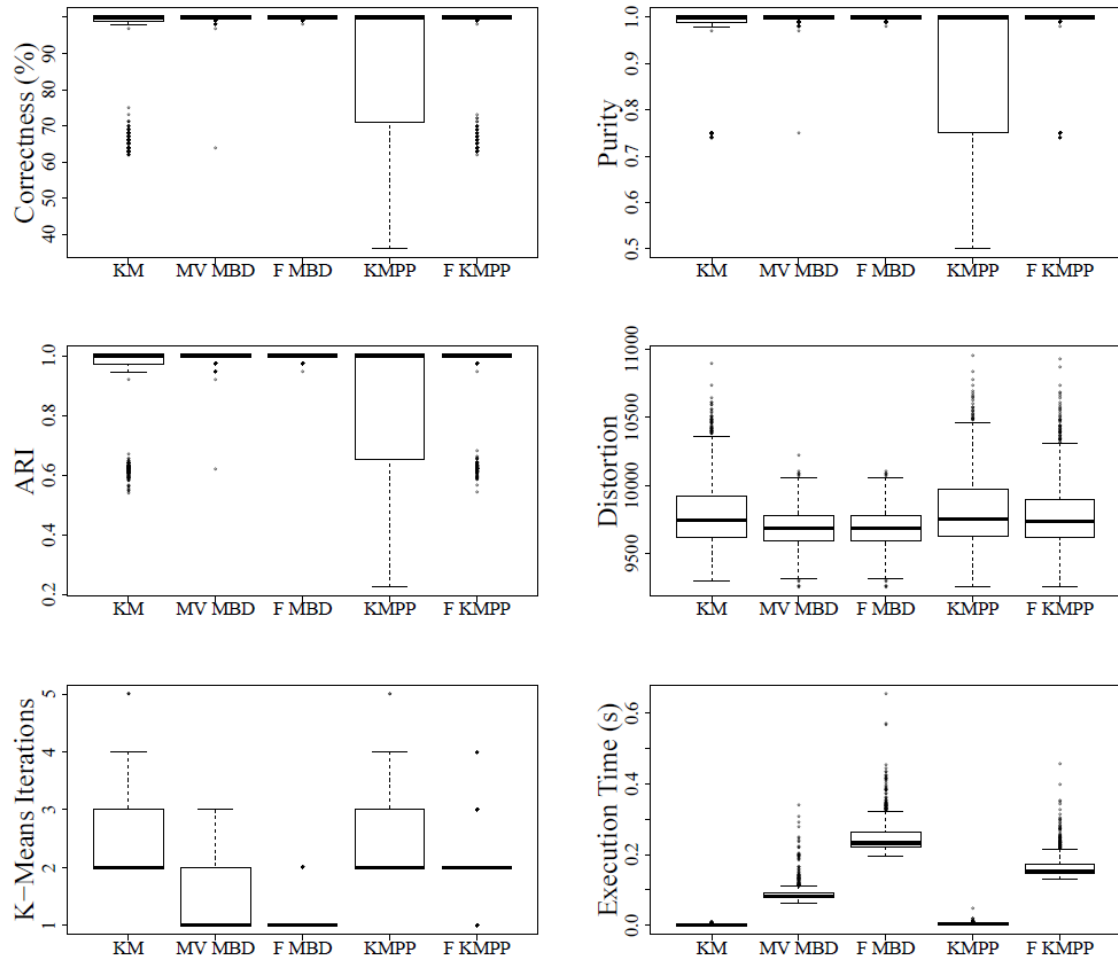 Correctness (%)
90
80
70
60
50
40
KM MV MBD F MBD KMPP F KMPP
Purity
1.0
0.9
0.8
0.7
0.6
0.5
KM MV MBD F MBD KMPP F KMPP
ARI
1.0
0.8
0.6
0.4
0.2
KM MV MBD F MBD KMPP F KMPP
Distortion
11000
10500
10000
9500
KM MV MBD F MBD KMPP F KMPP
K−Means Iterations
5
4
3
2
1
KM MV MBD F MBD KMPP F KMPP
Execution Time (s)
0.6
0.4
0.2
0.0
KM MV MBD F MBD KMPP F KMPP